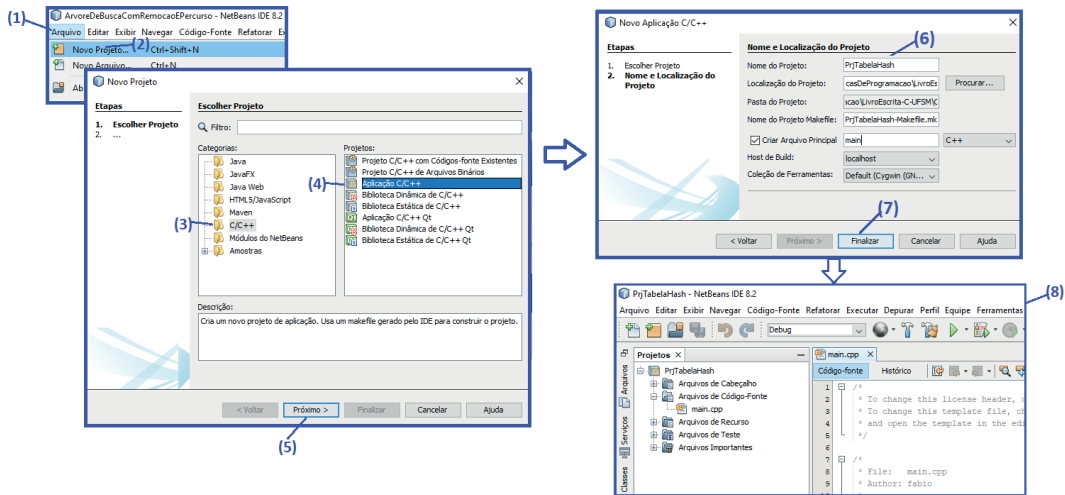 (1)
ArvoreDeBuscaComRemocaoEPercurso - NetBeans IDE 8.2
Arquivo Editar Exibir Navegar Código-Fonte Refatorar
(2)
Novo Projeto... Ctrl+Shift+N
Novo Arquivo... Ctrl+N
Ab
Novo Projeto
Etapas
1. Escolher Projeto
2. ...
Escolher Projeto
Filtro:
Categorias:
Java
JavaFX
Java Web
HTML5/JavaScript
Maven
(3)
C/C++
Módulos do NetBeans
Amostras
Projetos:
Projeto C/C++ com Códigos-fonte Existentes
Projeto C/C++ de Arquivos Binários
(4)
Aplicação C/C++
Biblioteca Dinâmica de C/C++
Biblioteca Estática de C/C++
Aplicação C/C++ Qt
Biblioteca Dinâmica de C/C++ Qt
Biblioteca Estática de C/C++ Qt
Descrição:
Cria um novo projeto de aplicação. Usa um makefile gerado pelo IDE para construir o projeto.
< Voltar Próximo > Finalizar Cancelar Ajuda
(5)
Novo Aplicação C/C++
Etapas
1. Escolher Projeto
2. Nome e Localização do
Projeto
Nome e Localização do Projeto
(6)
Nome do Projeto: PrjTabelaHash
Localização do Projeto: casDeProgramacao\LivroEs Procurar...
Pasta do Projeto: ıcao\LivroEscrita-C-UFSM\C
Nome do Projeto Makefile: PrjTabelaHash-Makefile.mk
Criar Arquivo Principal main C++
Host de Build: localhost
Coleção de Ferramentas: Default (Cygwin (GN...
(7)
< Voltar Próximo > Finalizar Cancelar Ajuda
(8)
PrjTabelaHash - NetBeans IDE 8.2
Arquivo Editar Exibir Navegar Código-Fonte Refatorar Executar Depurar Perfil Equipe Ferramentas
Debug
Arquivos
Serviços
Classes
Projetos
PrjTabelaHash
Arquivos de Cabeçalho
Arquivos de Código-Fonte
main.cpp
Arquivos de Recurso
Arquivos de Teste
Arquivos Importantes
main.cpp
Código-fonte Histórico
1 /*
2 * To change this license header, c
3 * To change this template file, ch
4 * and open the template in the edi
5 */
6
7 /*
8 * File: main.cpp
9 * Author: fabio